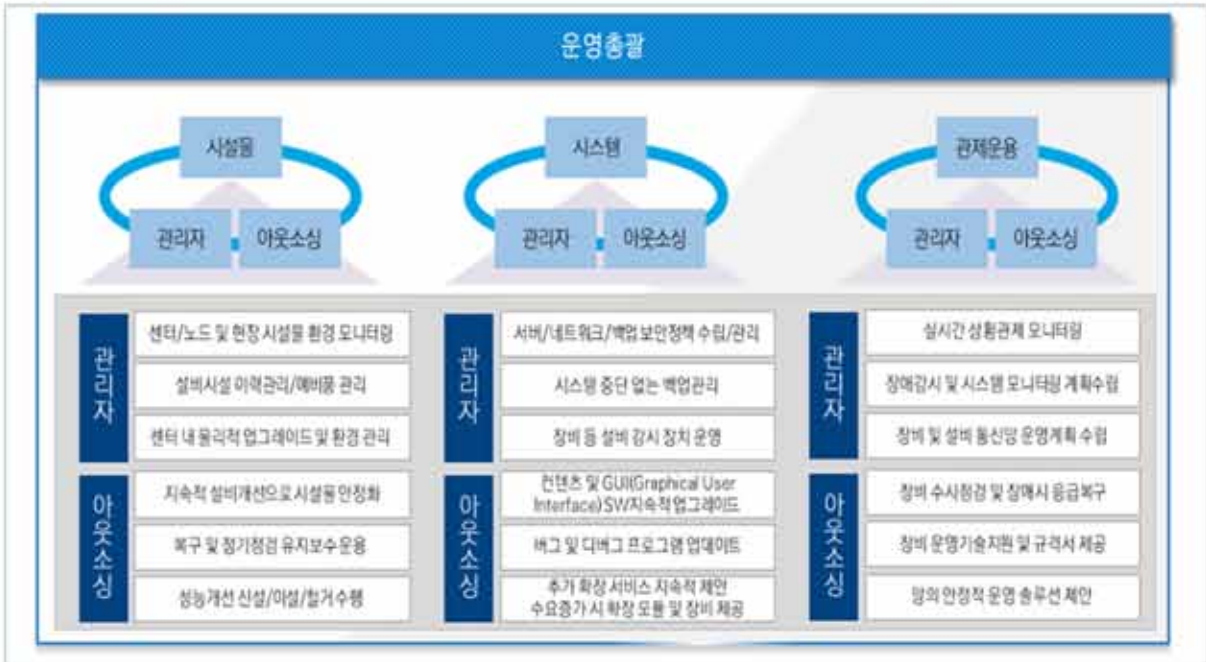 운영총괄
시설물
관리자
아웃소싱
시스템
관리자
아웃소싱
관제운용
관리자
아웃소싱
관리자
센터/노드 및 현장 시설물 환경 모니터링
설비시설 이력관리/예비품 관리
센터 내 물리적 업그레이드 및 환경 관리
아웃소싱
지속적 설비개선으로 시설물 안정화
복구 및 정기점검 유지보수 운용
성능개선 신설/이설/철거 수행
관리자
서버/네트워크/백업 보안정책 수립/관리
시스템 중단 없는 백업관리
장비 등 설비 감시 장치 운영
아웃소싱
컨텐츠 및 GUI(Graphical User
Interface) SW지속적 업그레이드
버그 및 디버그 프로그램 업데이트
추가 확장 서비스 지속적 제안
수요증가 시 확장 모듈 및 장비 제공
관리자
실시간 상황관제 모니터링
장애감시 및 시스템 모니터링 계획수립
장비 및 설비 통신망 운영계획 수립
아웃소싱
장비 수시점검 및 장애시 응급복구
장비 운영기술지원 및 규격서 제공
망의 안정적 운영 솔루션 제안